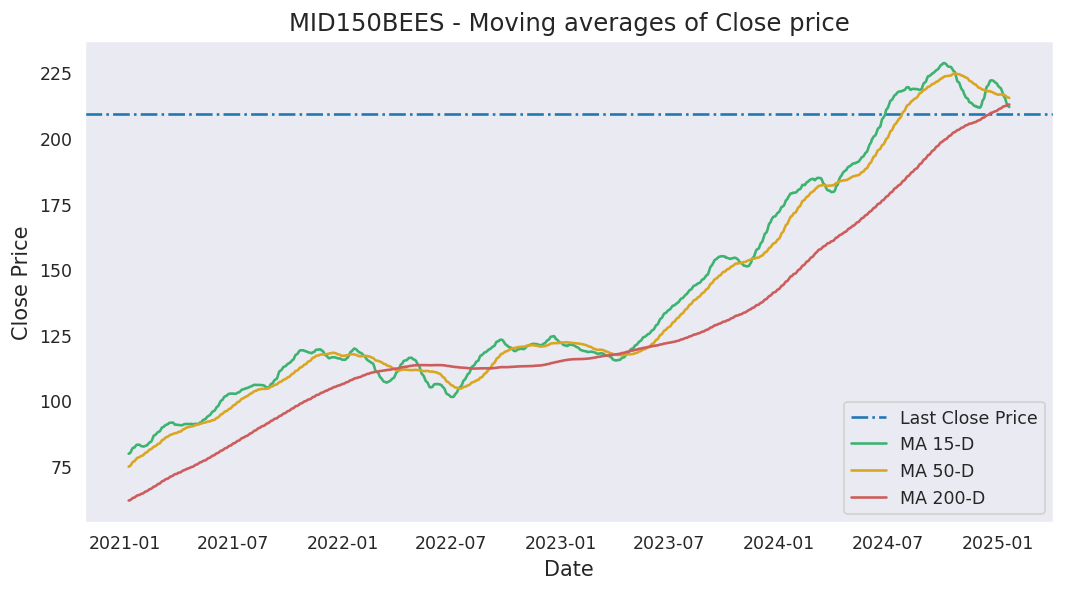 MID150BEES - Moving averages of Close price
225
200
175
150
125
100
75
Close Price
2021-01 2021-07 2022-01 2022-07 2023-01 2023-07 2024-01 2024-07 2025-01
Date
Last Close Price
MA 15-D
MA 50-D
MA 200-D